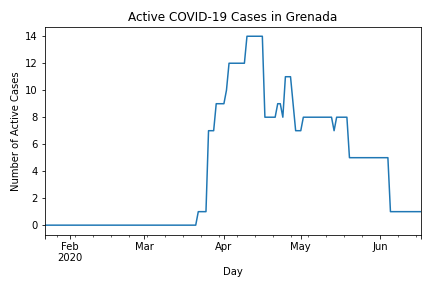 Active COVID-19 Cases in Grenada
Number of Active Cases
14
12
10
8
6
4
2
0
Feb
2020
Mar
Apr
May
Jun
Day